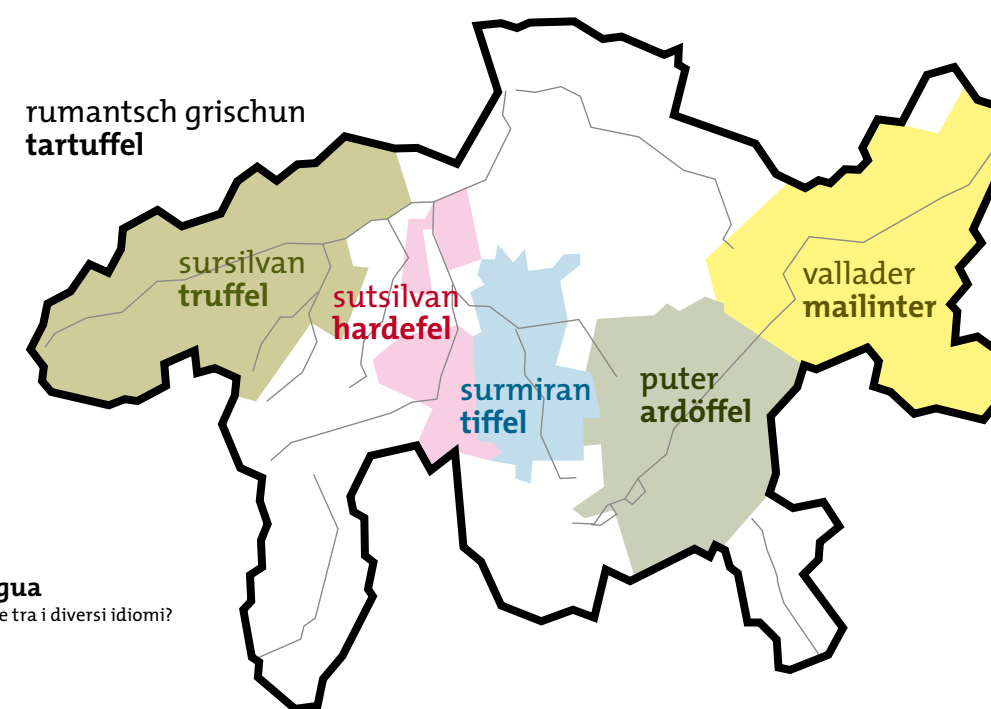 rumantsch grischun
tartuffel
sursilvan
truffel
sutsilvan
hardefel
surmiran
tiffel
puter
ardöffel
vallader
mailinter
gua
e tra i diversi idiomi?